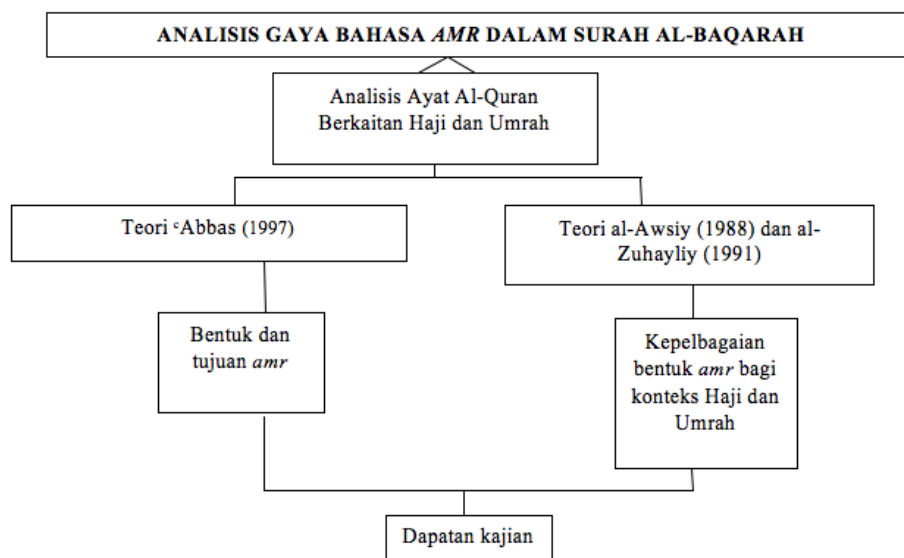 ANALISIS GAYA BAHASA AMR DALAM SURAH AL-BAQARAH
Analisis Ayat Al-Quran
Berkaitan Haji dan Umrah
Teori ᶜAbbas (1997)
Teori al-Awsiy (1988) dan al-
Zuhayliy (1991)
Bentuk dan
tujuan amr
Kepelbagaian
bentuk amr bagi
konteks Haji dan
Umrah
Dapatan kajian